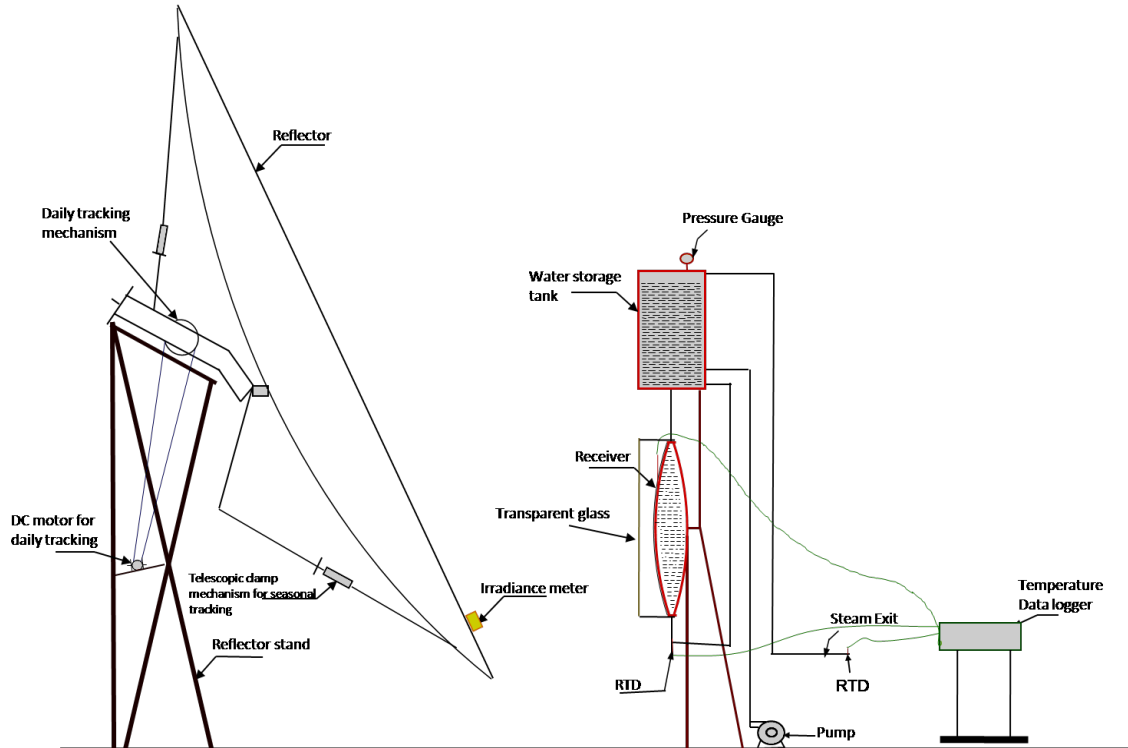 Reflector
Daily tracking
mechanism
Pressure Gauge
Water storage
tank
Receiver
Transparent glass
DC motor for
daily tracking
Telescopic clamp
mechanism for seasonal
tracking
Irradiance meter
Temperature
Data logger
Steam Exit
Reflector stand
RTD
RTD
Pump